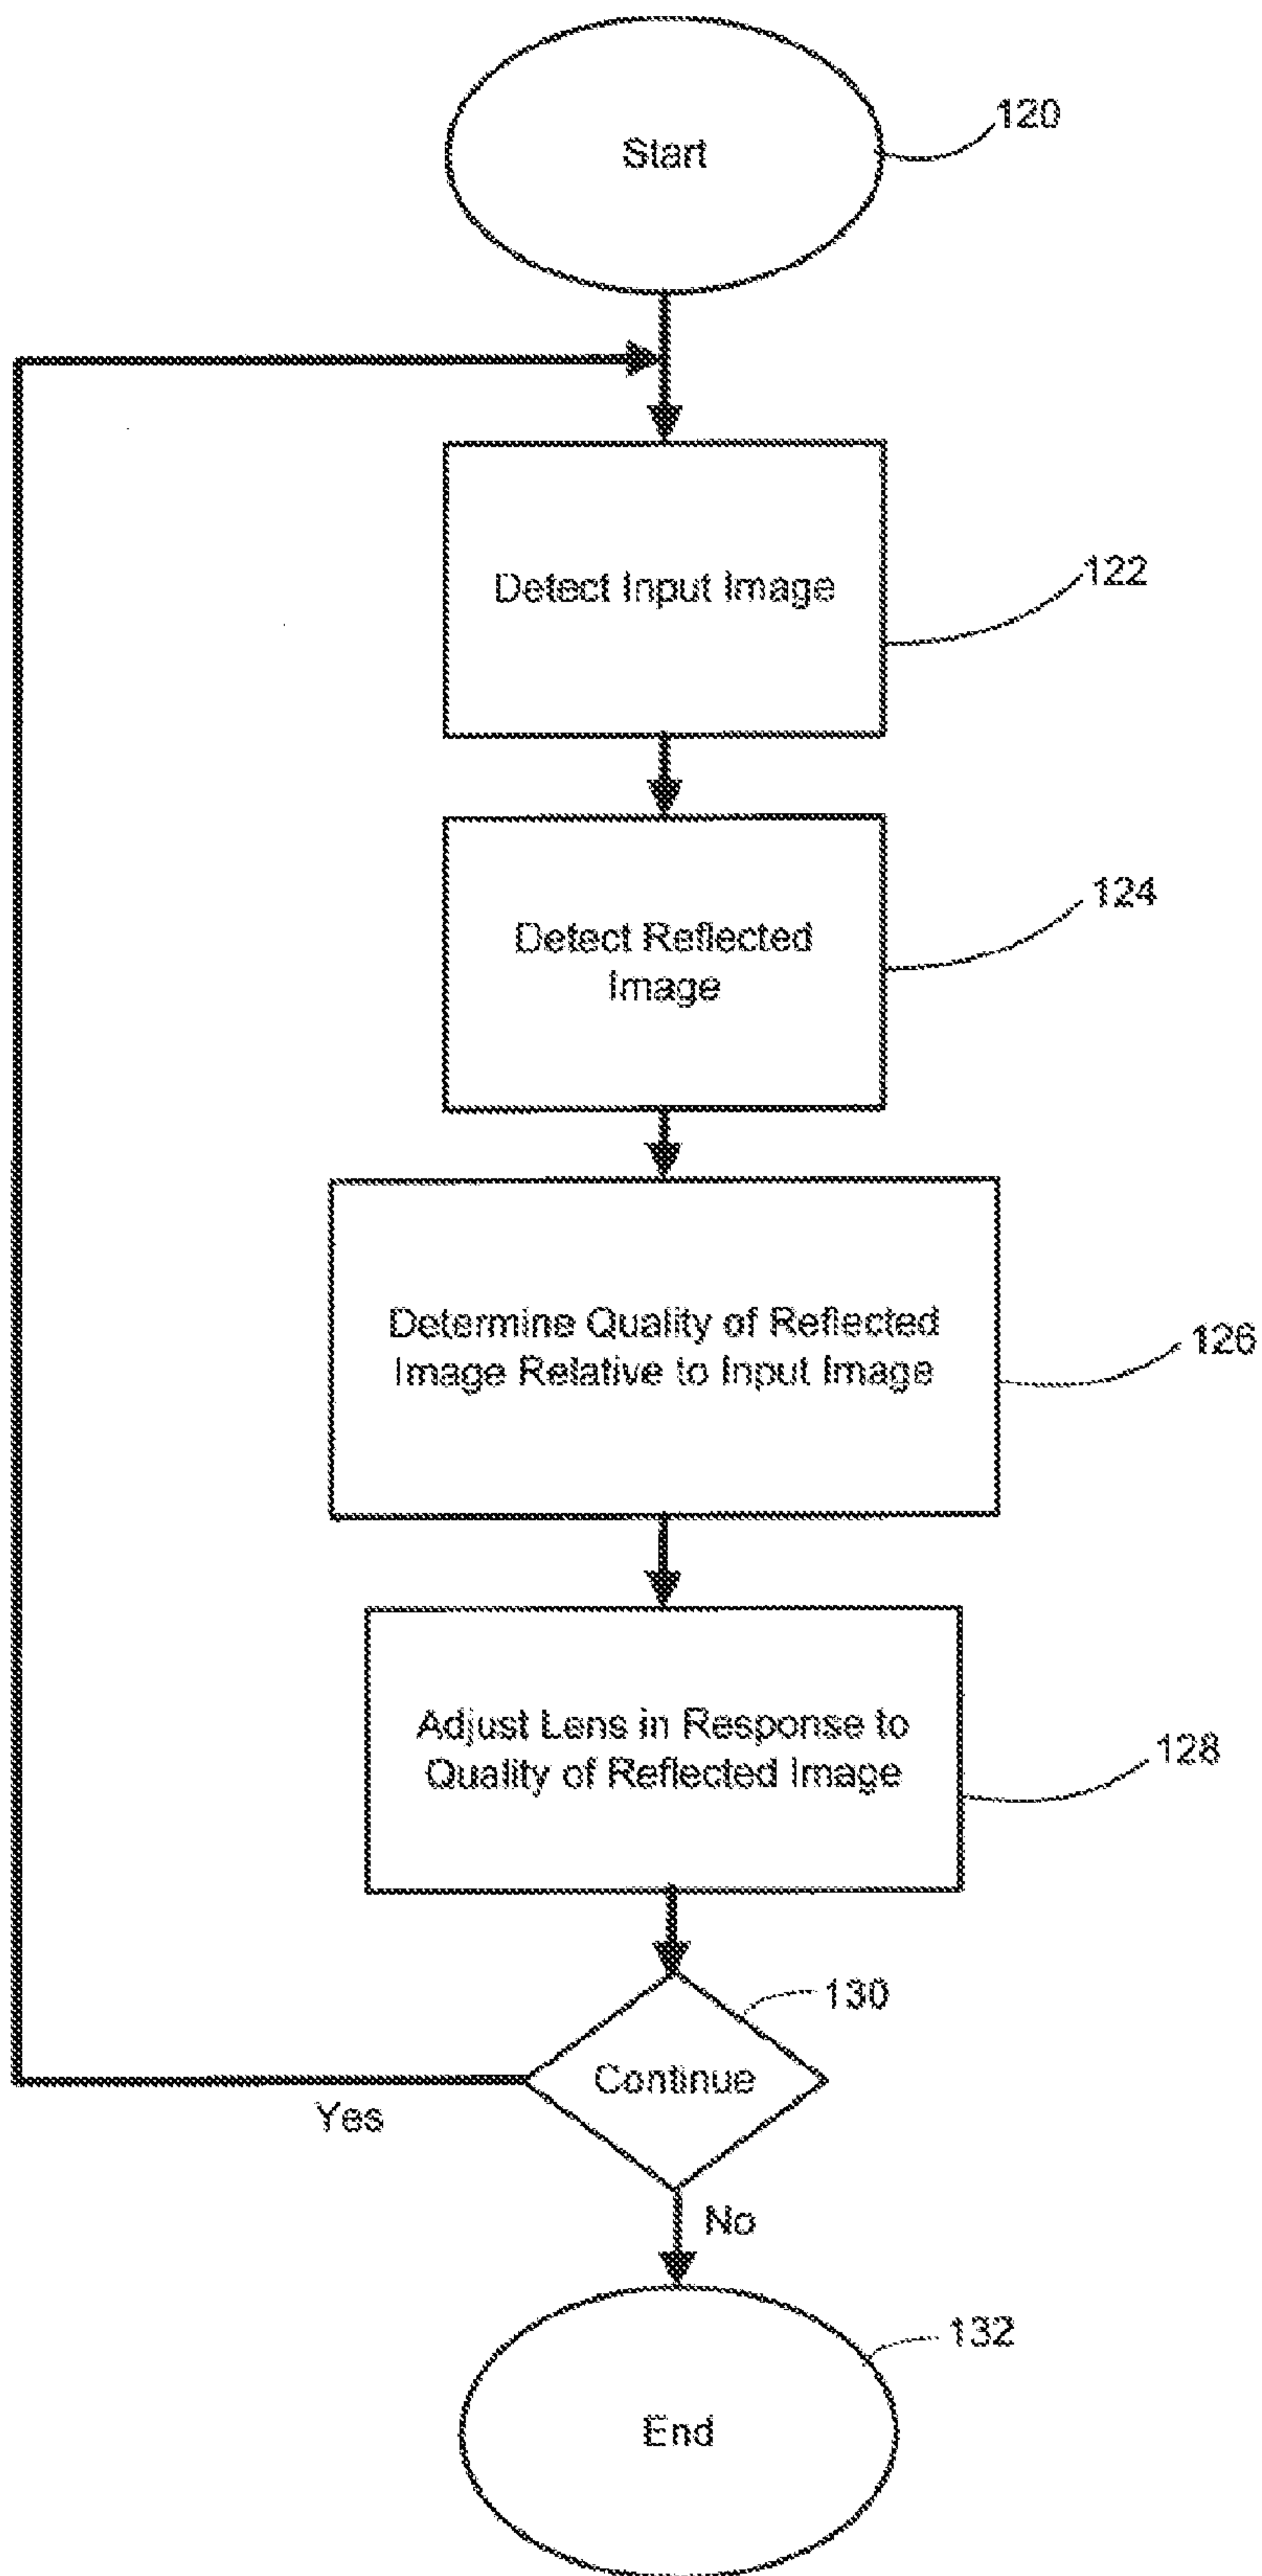 Start
120
Detect Input Image
122
Detect Reflected
Image
124
Determine Quality of Reflected
Image Relative to Input Image
126
Adjust Lens in Response to
Quality of Reflected Image
128
130
Continue
Yes
No
132
End